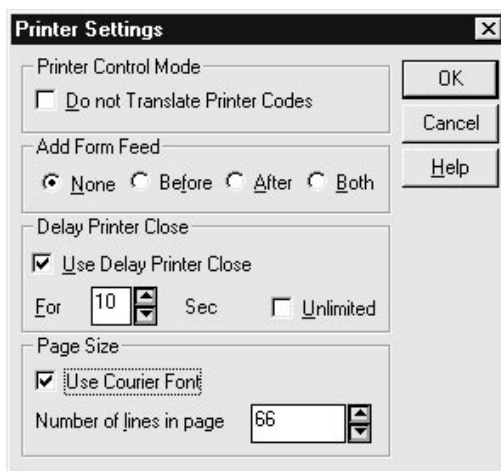 Printer Settings
Printer Control Mode
Do not Translate Printer Codes
OK
Cancel
Help
Add Form Feed
None Before After Both
Delay Printer Close
Use Delay Printer Close
For 10 Sec Unlimited
Page Size
Use Courier Font
Number of lines in page 66